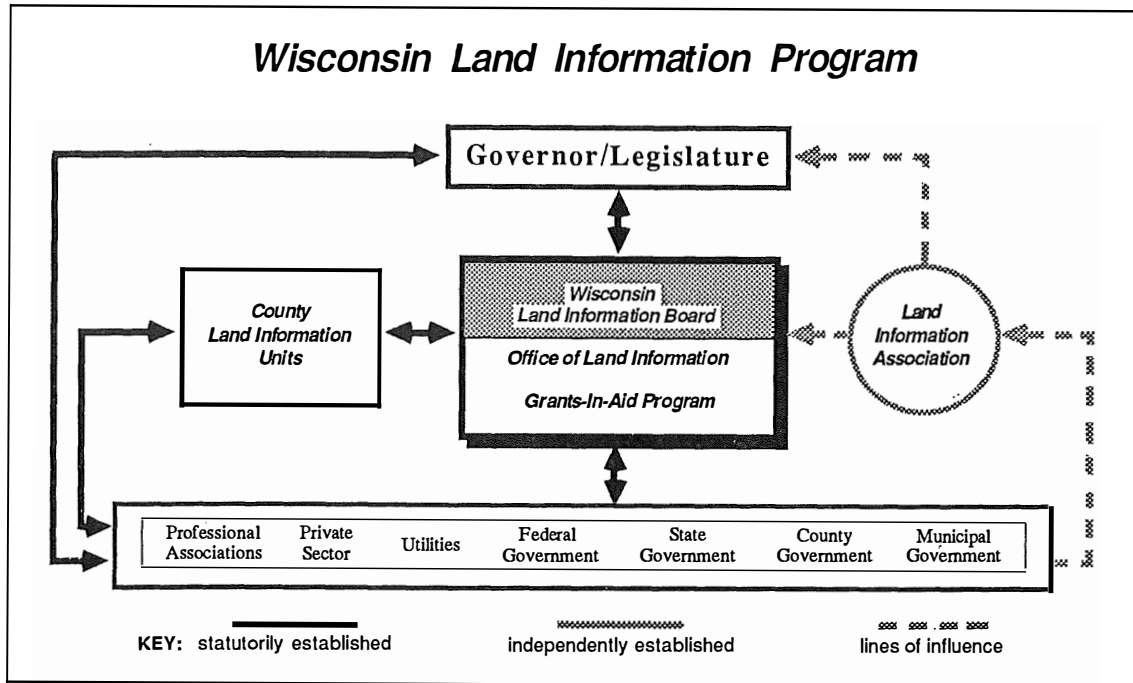 Wisconsin Land Information Program
Governor/Legislature
County
Land Information
Units
Wisconsin
Land Information Board
Office of Land Information
Grants-In-Aid Program
Land
Information
Association
Professional
Associations
Private
Sector
Utilities
Federal
Government
State
Government
County
Government
Municipal
Government
KEY: statutorily established
independently established
lines of influence